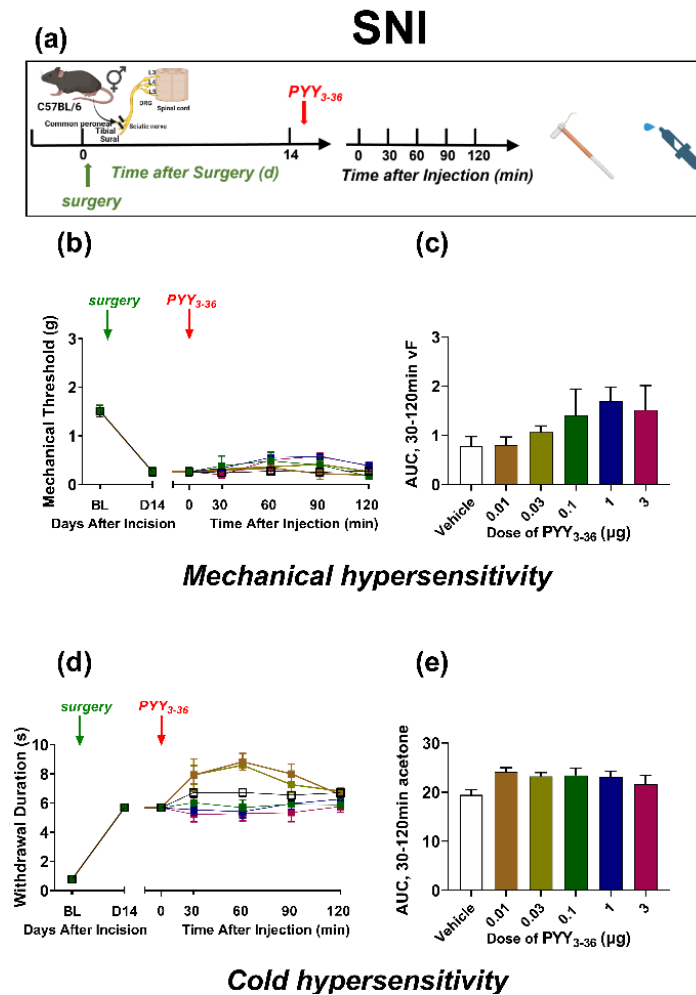 SNI
(a)
C57BL/6
L3
L4
L5
DRG
Spinal cord
Common peroneal
Tibial
Sural
Sciatic nerve
PYY3-36
0
14
Time after Surgery (d)
surgery
0 30 60 90 120
Time after Injection (min)
(b)
surgery
PYY3-36
Mechanical Threshold (g)
3
2
1
0
BL D14
0 30 60 90 120
Days After Incision
Time After Injection (min)
(c)
AUC, 30-120min vF
3
2
1
0
Vehicle 0.01 0.03 0.1 1 3
Dose of PYY3-36 (µg)
Mechanical hypersensitivity
(d)
surgery
PYY3-36
Withdrawal Duration (s)
10
8
6
4
2
0
BL D14
0 30 60 90 120
Days After Incision
Time After Injection (min)
(e)
AUC, 30-120min acetone
30
20
10
0
Vehicle 0.01 0.03 0.1 1 3
Dose of PYY3-36 (µg)
Cold hypersensitivity